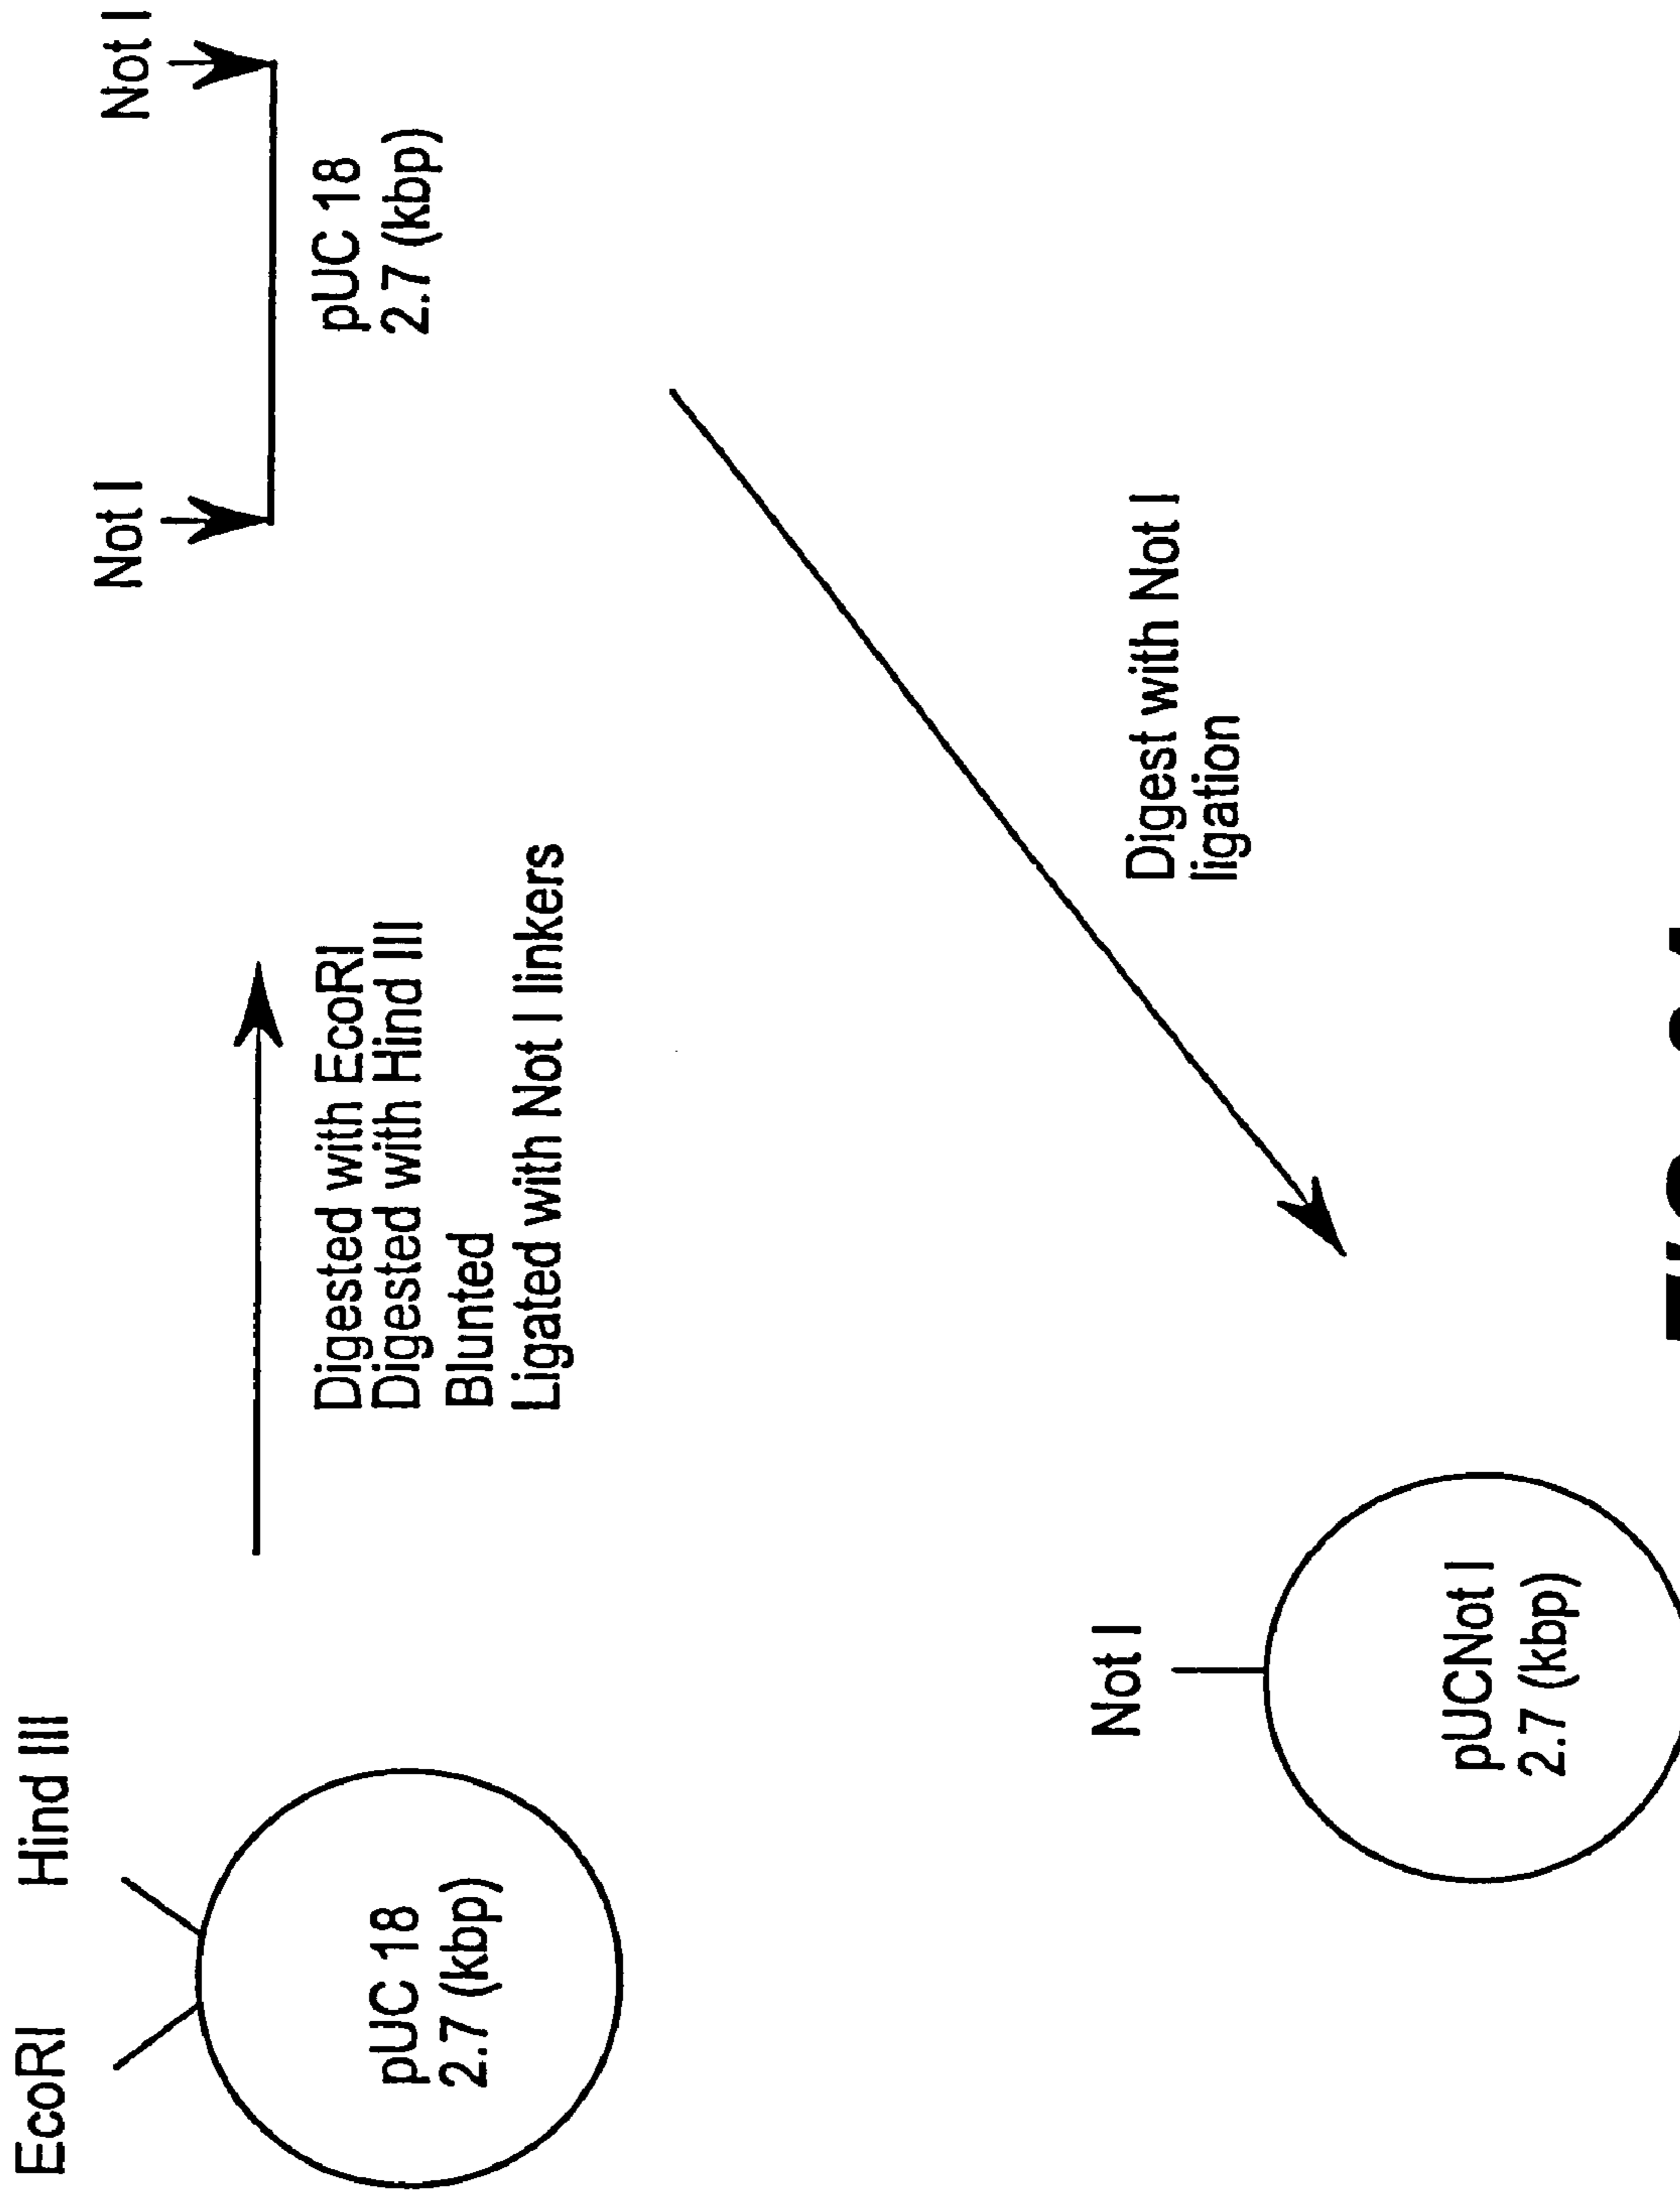 EcoRI
Hind III
pUC 18
2.7 (kbp)
Digested with EcoRI
Digested with Hind III
Blunted
Ligated with Not I linkers
Not I
Not I
pUC 18
2.7 (kbp)
Digest with Not I
ligation
Not I
pUCNot I
2.7 (kbp)